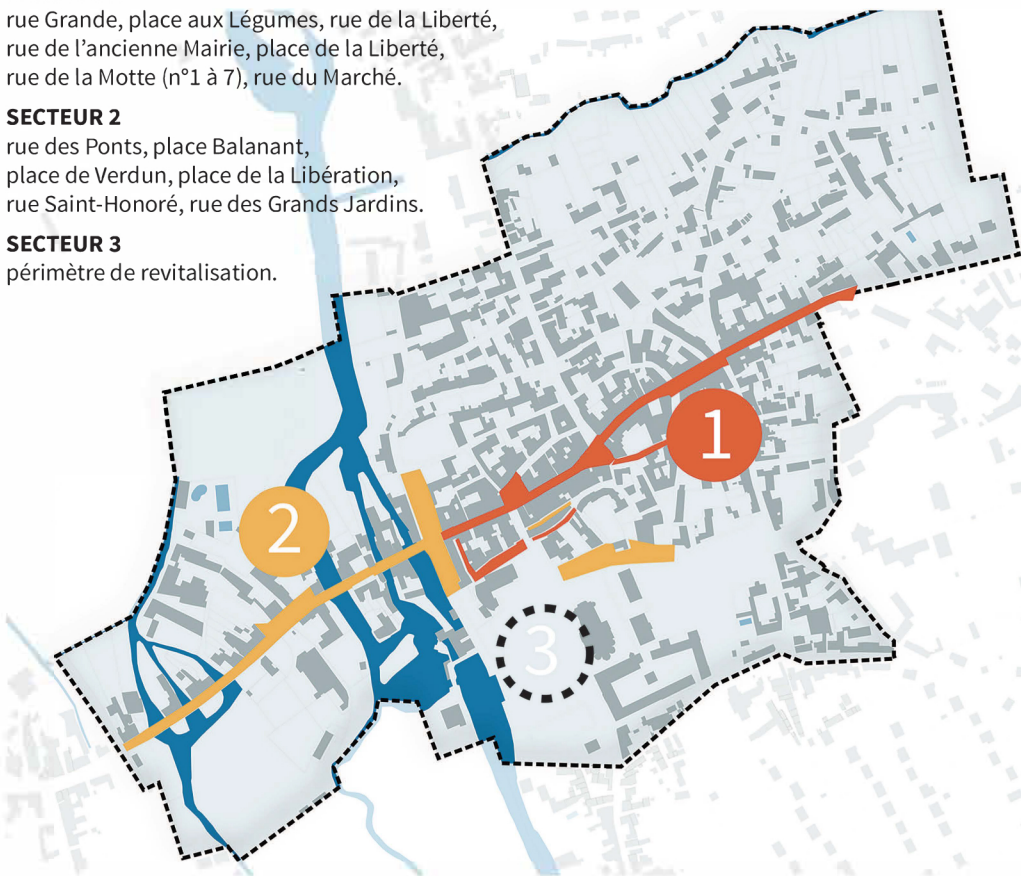 rue Grande, place aux Légumes, rue de la Liberté,
rue de l’ancienne Mairie, place de la Liberté,
rue de la Motte (n°1 à 7), rue du Marché.
SECTEUR 2
rue des Ponts, place Balanant,
place de Verdun, place de la Libération,
rue Saint-Honoré, rue des Grands Jardins.
SECTEUR 3
périmètre de revitalisation.
1
2
3